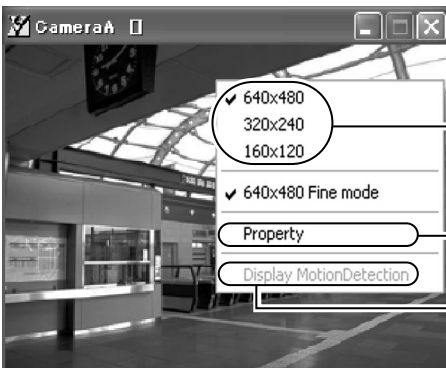 CameraA
640x480
320x240
160x120
640x480 Fine mode
Property
Display MotionDetection